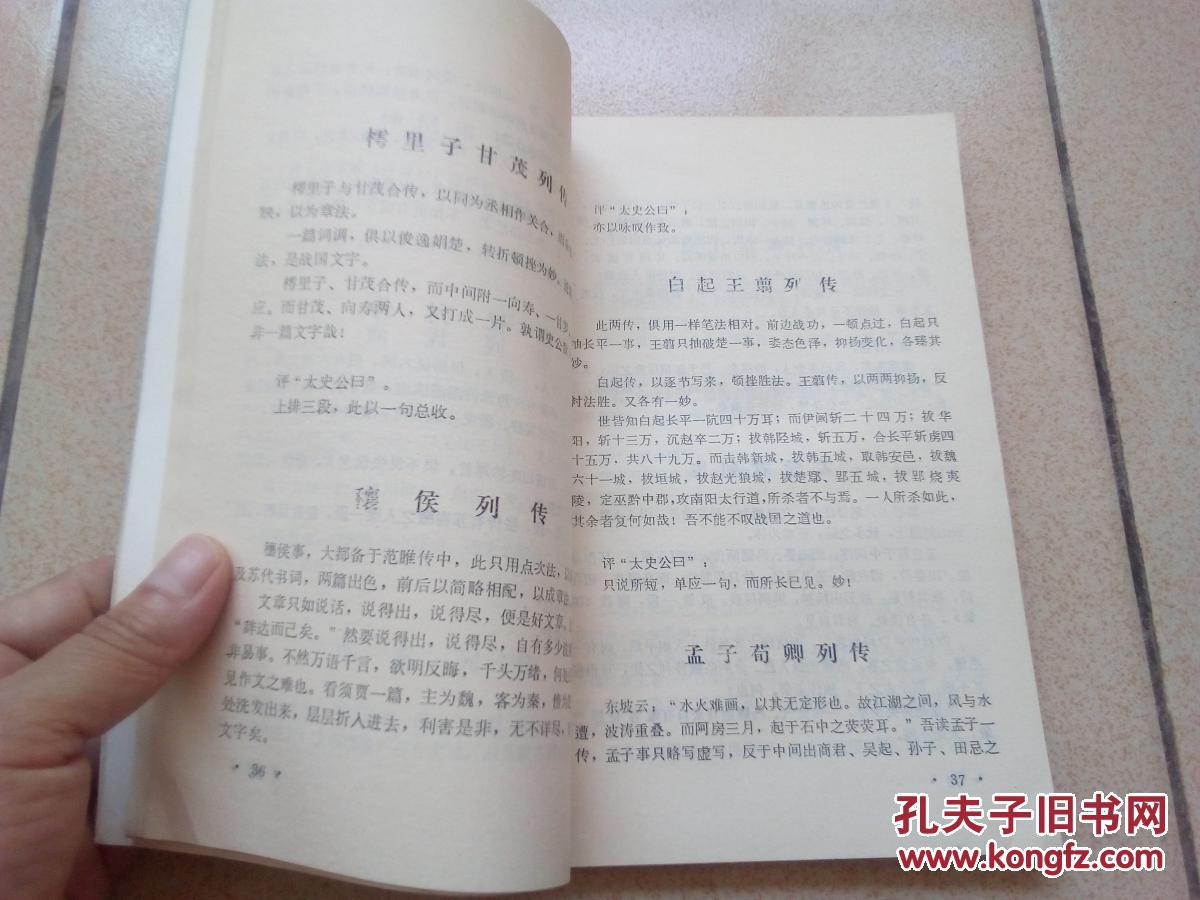 樗里子甘茂列传
樗里子与甘茂合传，以同为丞相作关合，
映，以为章法。
一篇词调，俱以俊逸娟楚，转折顿挫为妙。
法，是战国文字。
樗里子、甘茂合传，而中间附一向寿、一甘罗，
应。而甘茂、向寿两人，又打成一片。孰谓史公
非一篇文字哉！
评“太史公曰”。
上排三段，此以一句总收。
穰侯列传
穰侯事，大都备于范睢传中，此只用点次法，
及苏代书词，两篇出色，前后以简略相配，以成章法
文章只如说话，说得出，说得尽，便是好文章。
“辞达而已矣。”然要说得出，说得尽，自有多少
非易事。不然万语千言，欲明反晦，千头万绪，何
见作文之难也。看须贾一篇，主为魏，客为秦，
处洗发出来，层层折入进去，利害是非，无不详尽，
文字矣。
· 36 ·
评“太史公曰”：
亦以咏叹作致。
白起王翦列传
此两传，俱用一样笔法相对。前边战功，一顿点过，白起只
抽长平一事，王翦只抽破楚一事，姿态色泽，抑扬变化，各臻其
妙。
白起传，以逐节写来，顿挫胜法。王翦传，以两两抑扬，反
衬法胜。又各有一妙。
世皆知白起长平一阬四十万耳；而伊阙斩二十四万；拔华
阳，斩十三万，沉赵卒二万；拔韩陉城，斩五万，合长平斩虏四
十五万，共八十九万。而击韩新城，拔韩五城，取韩安邑，拔魏
六十一城，拔垣城，拔赵光狼城，拔楚鄢、郢五城，拔郢烧夷
陵，定巫黔中郡，攻南阳太行道，所杀者不与焉。一人所杀如此，
其余者复何如哉！吾不能不叹战国之道也。
评“太史公曰”：
只说所短，单应一句，而所长已见。妙！
孟子荀卿列传
东坡云：“水火难画，以其无定形也。故江湖之间，风与水
遭，波涛重叠。而阿房三月，起于石中之荧荧耳。”吾读孟子一
传，孟子事只略写虚写，反于中间出商君、吴起、孙子、田忌之
· 37 ·
孔夫子旧书网
www.kongfz.com